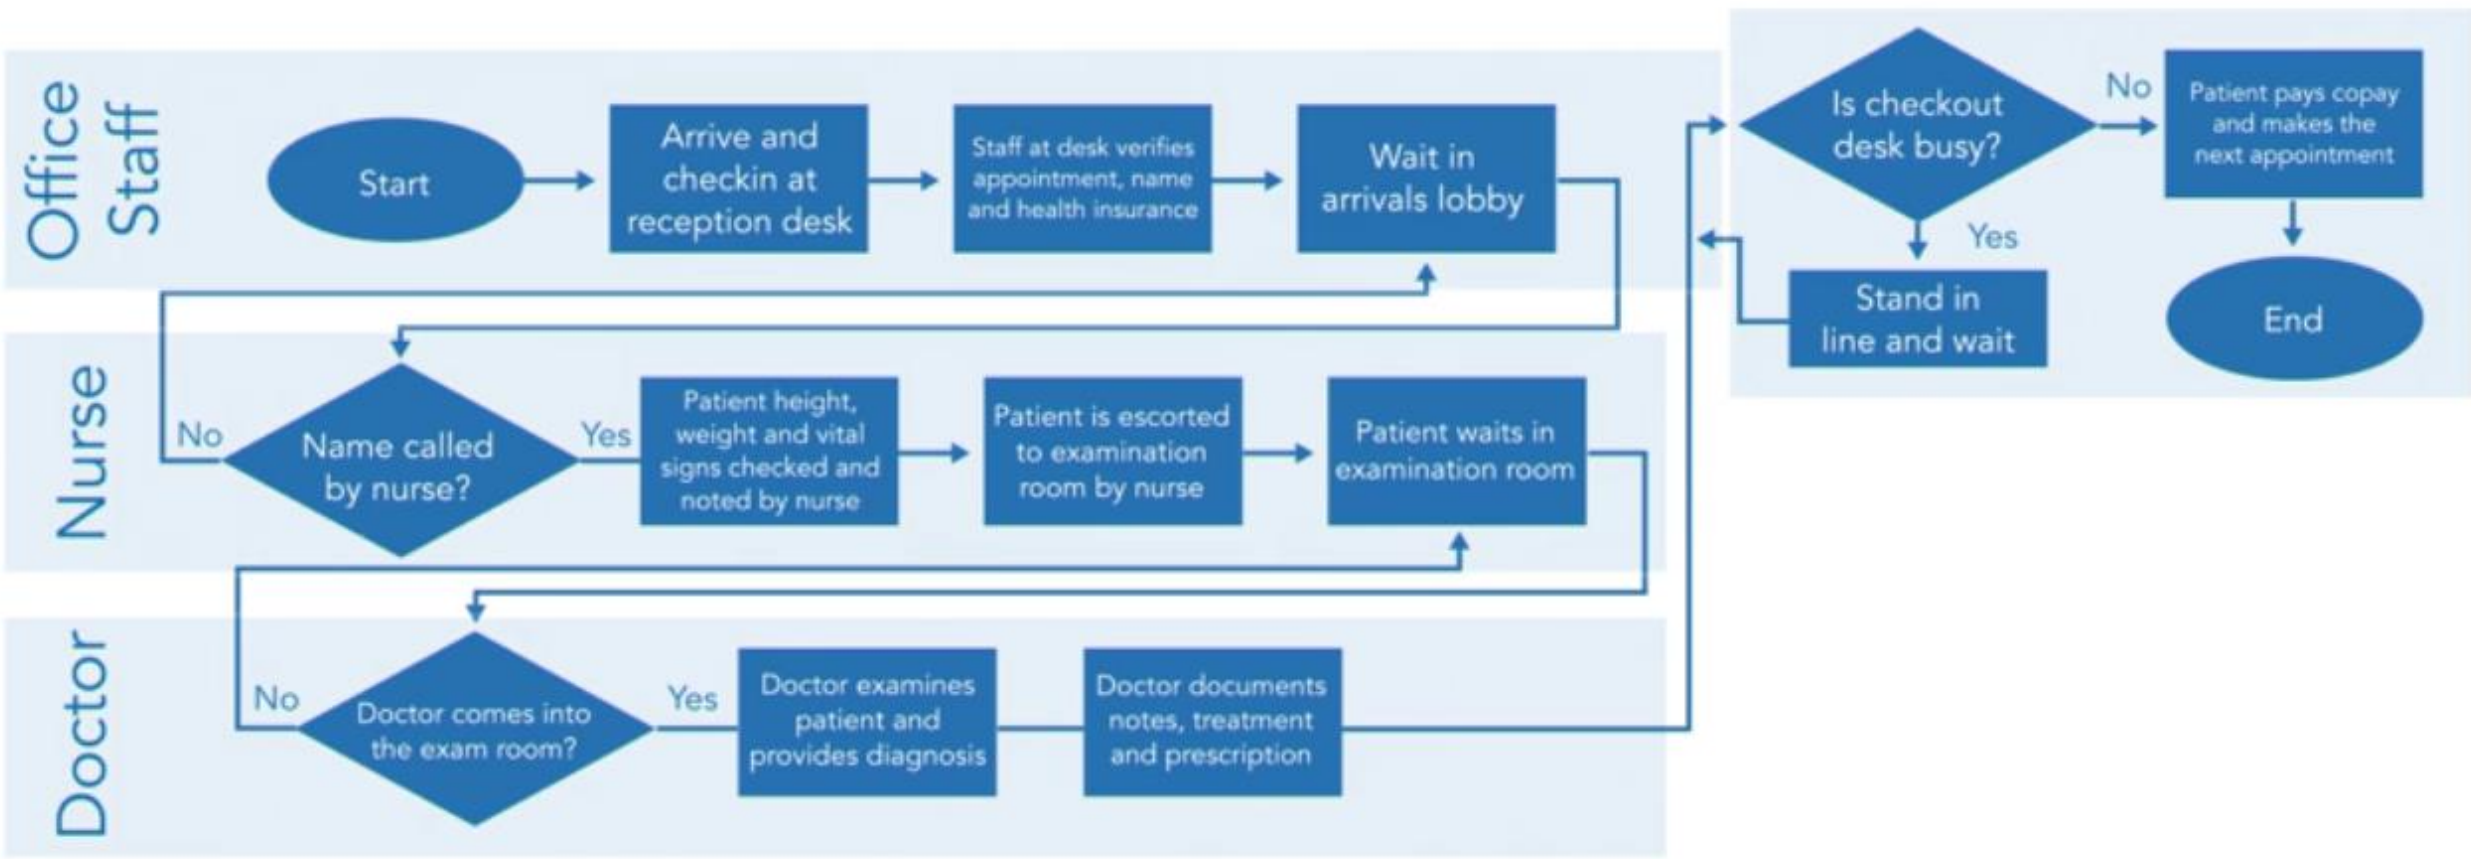 Office
Staff
Start
Arrive and
checkin at
reception desk
Staff at desk verifies
appointment, name
and health insurance
Wait in
arrivals lobby
Is checkout
desk busy?
No
Patient pays copay
and makes the
next appointment
Yes
Stand in
line and wait
End
Nurse
No
Name called
by nurse?
Yes
Patient height,
weight and vital
signs checked and
noted by nurse
Patient is escorted
to examination
room by nurse
Patient waits in
examination room
Doctor
No
Doctor comes into
the exam room?
Yes
Doctor examines
patient and
provides diagnosis
Doctor documents
notes, treatment
and prescription